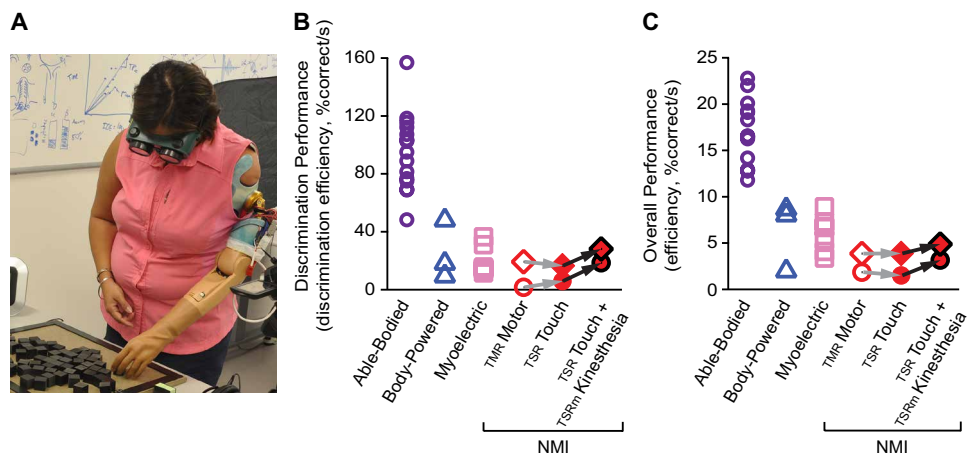 A
B
C
Discrimination Performance
(discrimination efficiency, %correct/s)
160
120
80
40
0
Able-Bodied
Body-Powered
Myoelectric
TMR Motor
TSR Touch
TSR Touch +
TSRm Kinesthesia
NMI
Overall Performance
(efficiency, %correct/s)
25
20
15
10
5
0
Able-Bodied
Body-Powered
Myoelectric
TMR Motor
TSR Touch
TSR Touch +
TSRm Kinesthesia
NMI